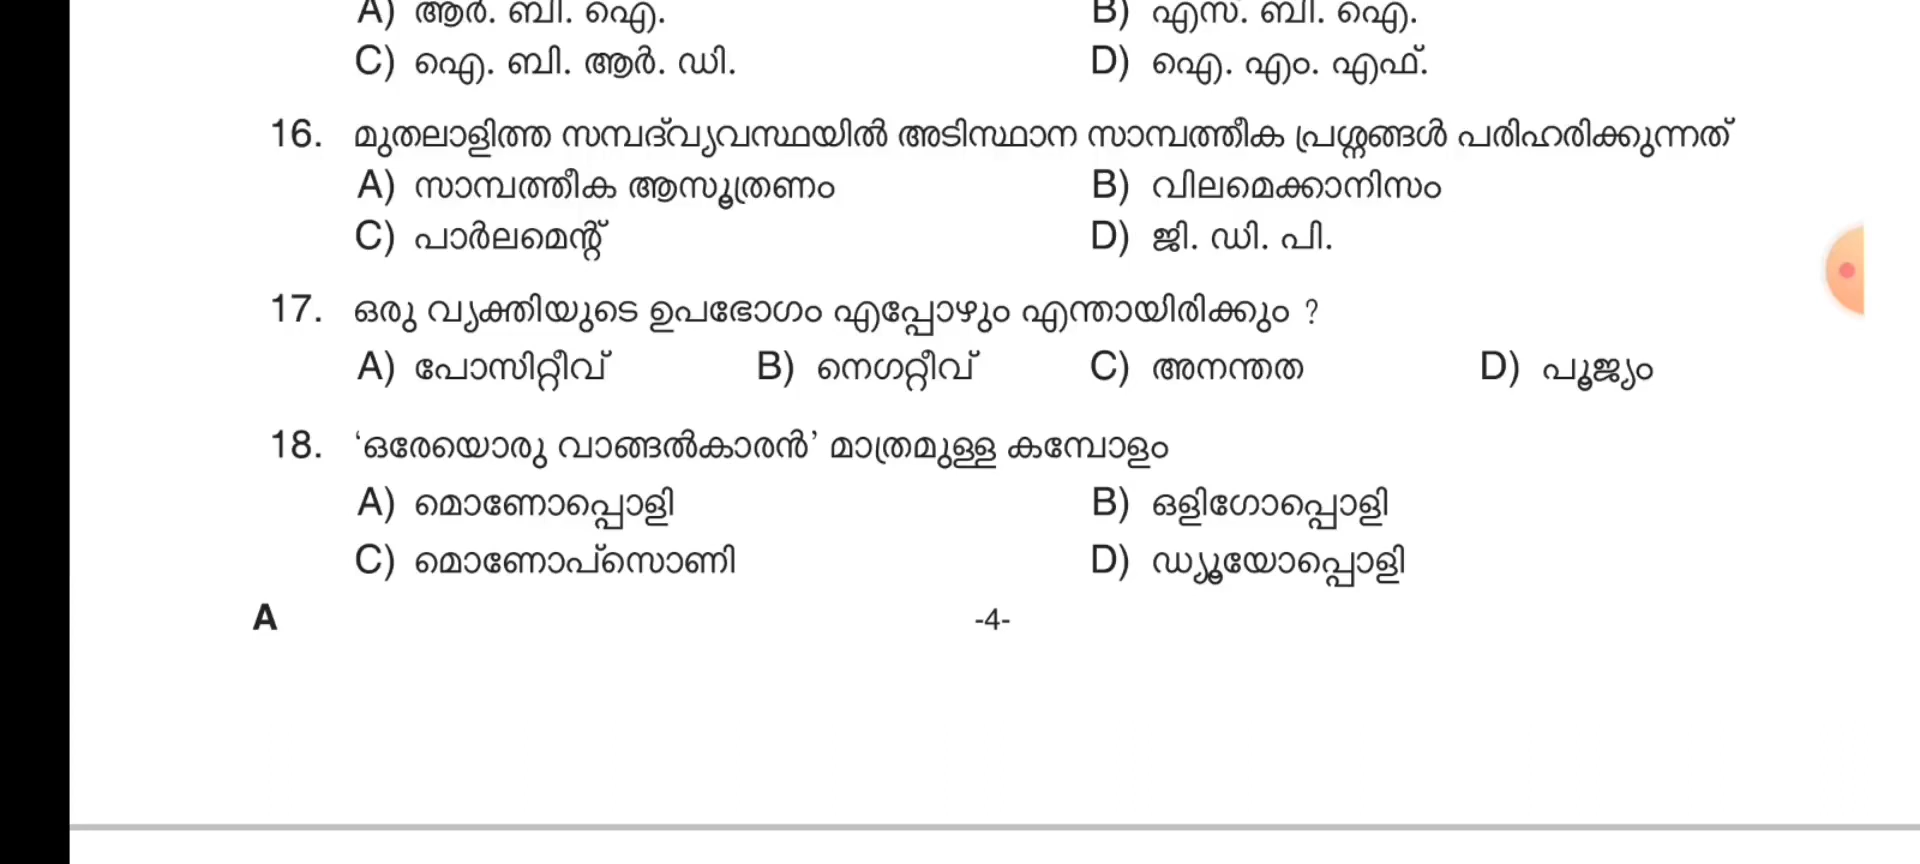 A) ആർ. ബി. ഐ. B) എസ്. ബി. ഐ.
C) ഐ. ബി. ആർ. ഡി. D) ഐ. എം. എഫ്.
16. മുതലാളിത്ത സമ്പദ്‌വ്യവസ്ഥയിൽ അടിസ്ഥാന സാമ്പത്തീക പ്രശ്നങ്ങൾ പരിഹരിക്കുന്നത്
A) സാമ്പത്തീക ആസൂത്രണം B) വിലമെക്കാനിസം
C) പാർലമെന്റ് D) ജി. ഡി. പി.
17. ഒരു വ്യക്തിയുടെ ഉപഭോഗം എപ്പോഴും എന്തായിരിക്കും ?
A) പോസിറ്റീവ് B) നെഗറ്റീവ് C) അനന്തത D) പൂജ്യം
18. ‘ഒരേയൊരു വാങ്ങൽകാരൻ’ മാത്രമുള്ള കമ്പോളം
A) മൊണോപ്പൊളി B) ഒളിഗോപ്പൊളി
C) മൊണോപ്സൊണി D) ഡ്യൂയോപ്പൊളി
A -4-